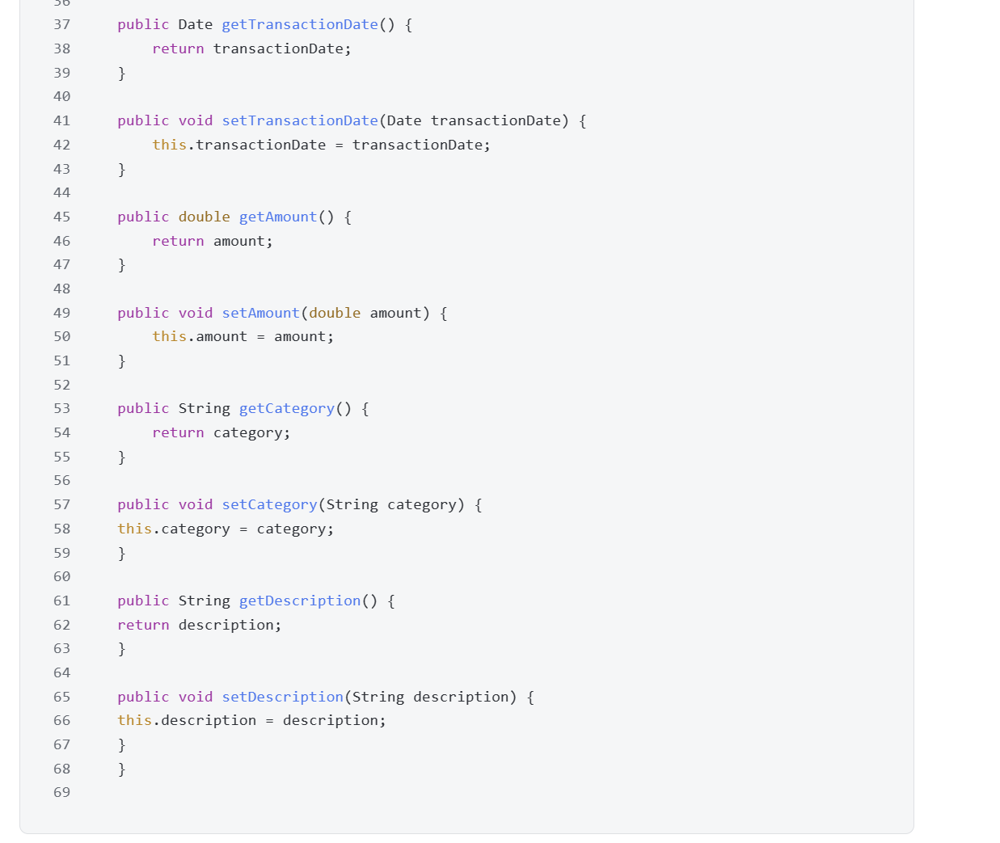 36
37 public Date getTransactionDate() {
38 return transactionDate;
39 }
40
41 public void setTransactionDate(Date transactionDate) {
42 this.transactionDate = transactionDate;
43 }
44
45 public double getAmount() {
46 return amount;
47 }
48
49 public void setAmount(double amount) {
50 this.amount = amount;
51 }
52
53 public String getCategory() {
54 return category;
55 }
56
57 public void setCategory(String category) {
58 this.category = category;
59 }
60
61 public String getDescription() {
62 return description;
63 }
64
65 public void setDescription(String description) {
66 this.description = description;
67 }
68 }
69